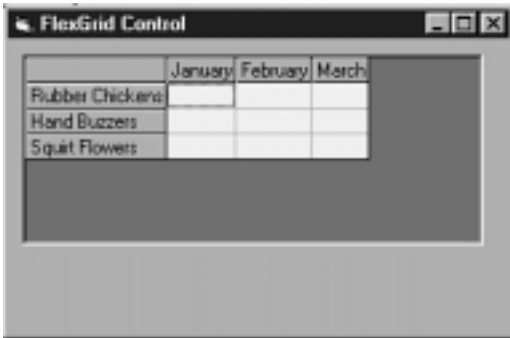 FlexGrid Control
January February March
Rubber Chickens
Hand Buzzers
Squirt Flowers